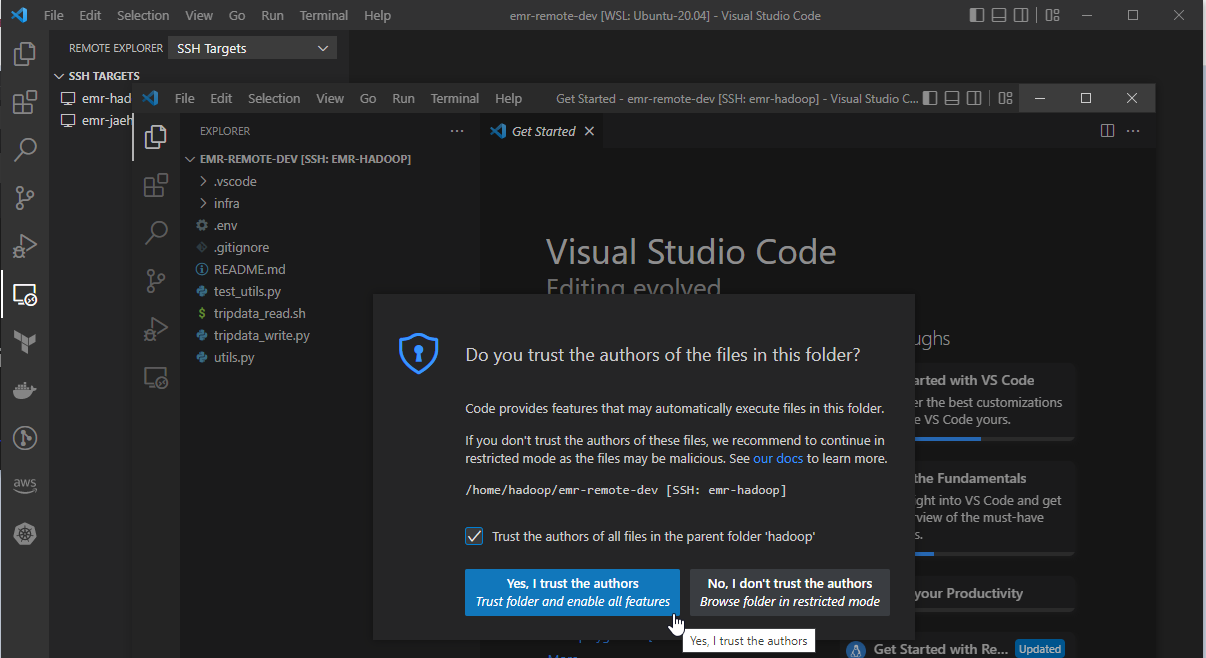 File Edit Selection View Go Run Terminal Help emr-remote-dev [WSL: Ubuntu-20.04] - Visual Studio Code
REMOTE EXPLORER SSH Targets
SSH TARGETS
emr-had
emr-jaeh
File Edit Selection View Go Run Terminal Help Get Started - emr-remote-dev [SSH: emr-hadoop] - Visual Studio C...
EXPLORER
Get Started
EMR-REMOTE-DEV [SSH: EMR-HADOOP]
.vscode
infra
.env
.gitignore
README.md
test_utils.py
tripdata_read.sh
tripdata_write.py
utils.py
aws
Visual Studio Code
Editing evolved
Do you trust the authors of the files in this folder?
Code provides features that may automatically execute files in this folder.
If you don't trust the authors of these files, we recommend to continue in
restricted mode as the files may be malicious. See our docs to learn more.
/home/hadoop/emr-remote-dev [SSH: emr-hadoop]
Trust the authors of all files in the parent folder 'hadoop'
Yes, I trust the authors
Trust folder and enable all features
No, I don't trust the authors
Browse folder in restricted mode
Yes, I trust the authors
ughs
arted with VS Code
er the best customizations
e VS Code yours.
the Fundamentals
ght into VS Code and get
rview of the must-have
s.
your Productivity
Get Started with Re... Updated